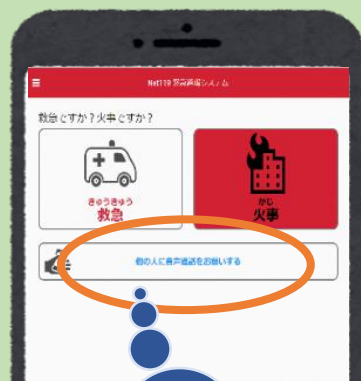 Net119 緊急通報システム
救急ですか？火事ですか？
きゅうきゅう
救急
かじ
火事
他の人に音声電話をお願いする